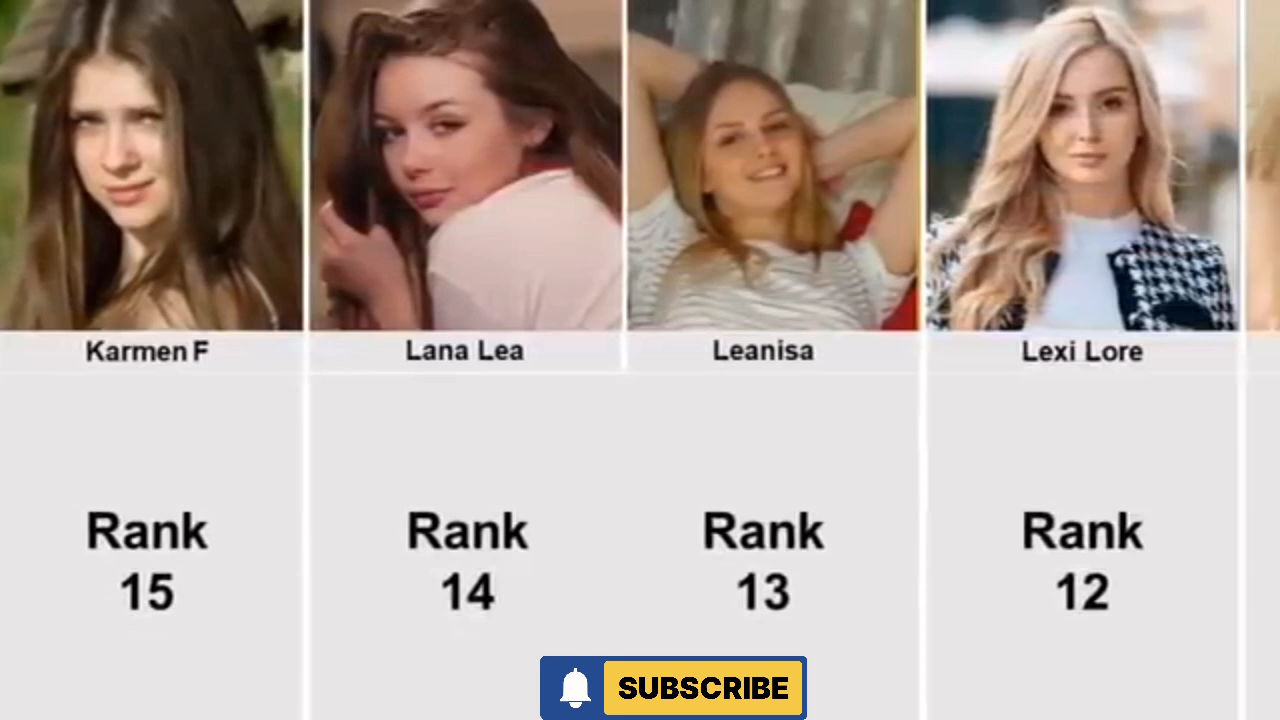 Karmen F
Lana Lea
Leanisa
Lexi Lore
Rank
15
Rank
14
Rank
13
Rank
12
SUBSCRIBE